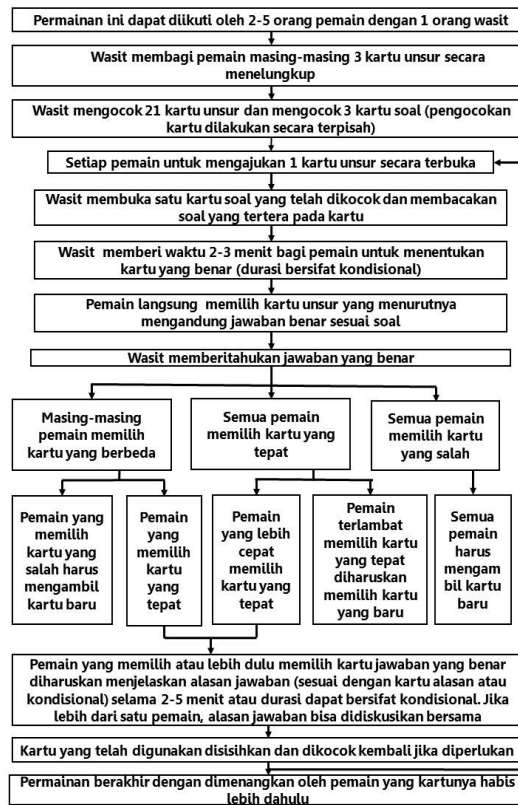 Permainan ini dapat diikuti oleh 2-5 orang pemain dengan 1 orang wasit
Wasit membagi pemain masing-masing 3 kartu unsur secara
menelungkup
Wasit mengocok 21 kartu unsur dan mengocok 3 kartu soal (pengocokan
kartu dilakukan secara terpisah)
Setiap pemain untuk mengajukan 1 kartu unsur secara terbuka
Wasit membuka satu kartu soal yang telah dikocok dan membacakan
soal yang tertera pada kartu
Wasit memberi waktu 2-3 menit bagi pemain untuk menentukan
kartu yang benar (durasi bersifat kondisional)
Pemain langsung memilih kartu unsur yang menurutnya
mengandung jawaban benar sesuai soal
Wasit memberitahukan jawaban yang benar
Masing-masing
pemain memilih
kartu yang berbeda
Semua pemain
memilih kartu yang
tepat
Semua pemain
memilih kartu
yang salah
Pemain yang
memilih
kartu yang
salah harus
mengambil
kartu baru
Pemain
yang
memilih
kartu
yang
tepat
Pemain
yang lebih
cepat
memilih
kartu yang
tepat
Pemain
terlambat
memilih kartu
yang tepat
diharuskan
memilih kartu
yang baru
Semua
pemain
harus
mengam
bil kartu
baru
Pemain yang memilih atau lebih dulu memilih kartu jawaban yang benar
diharuskan menjelaskan alasan jawaban (sesuai dengan kartu alasan atau
kondisional) selama 2-5 menit atau durasi dapat bersifat kondisional. Jika
lebih dari satu pemain, alasan jawaban bisa didiskusikan bersama
Kartu yang telah digunakan disisihkan dan dikocok kembali jika diperlukan
Permainan berakhir dengan dimenangkan oleh pemain yang kartunya habis
lebih dahulu